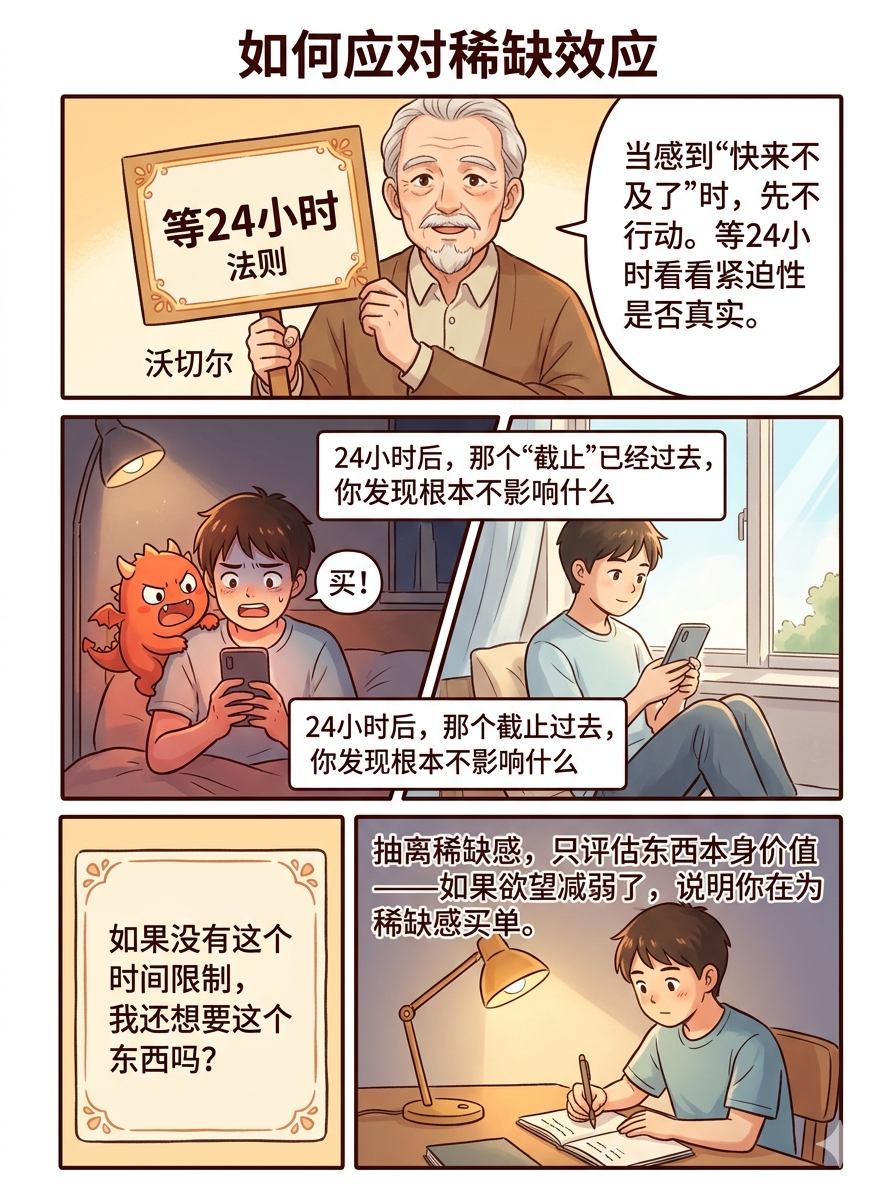 如何应对稀缺效应
等24小时
法则
沃切尔
当感到“快来不
及了”时，先不
行动。等24小
时看看紧迫性
是否真实。
24小时后，那个“截止”已经过去，
你发现根本不影响什么
买！
24小时后，那个截止过去，
你发现根本不影响什么
如果没有这个
时间限制，
我还想要这个
东西吗？
抽离稀缺感，只评估东西本身价值
——如果欲望减弱了，说明你在为
稀缺感买单。